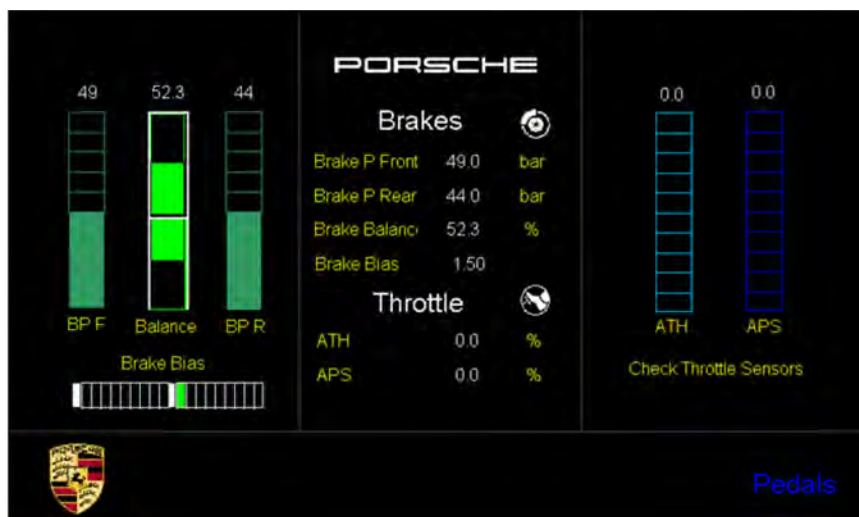 49 52.3 44
BP F Balance BP R
Brake Bias
PORSCHE
Brakes
Brake P Front 49.0 bar
Brake P Rear 44.0 bar
Brake Balanc 52.3 %
Brake Bias 1.50
Throttle
ATH 0.0 %
APS 0.0 %
0.0 0.0
ATH APS
Check Throttle Sensors
Pedals